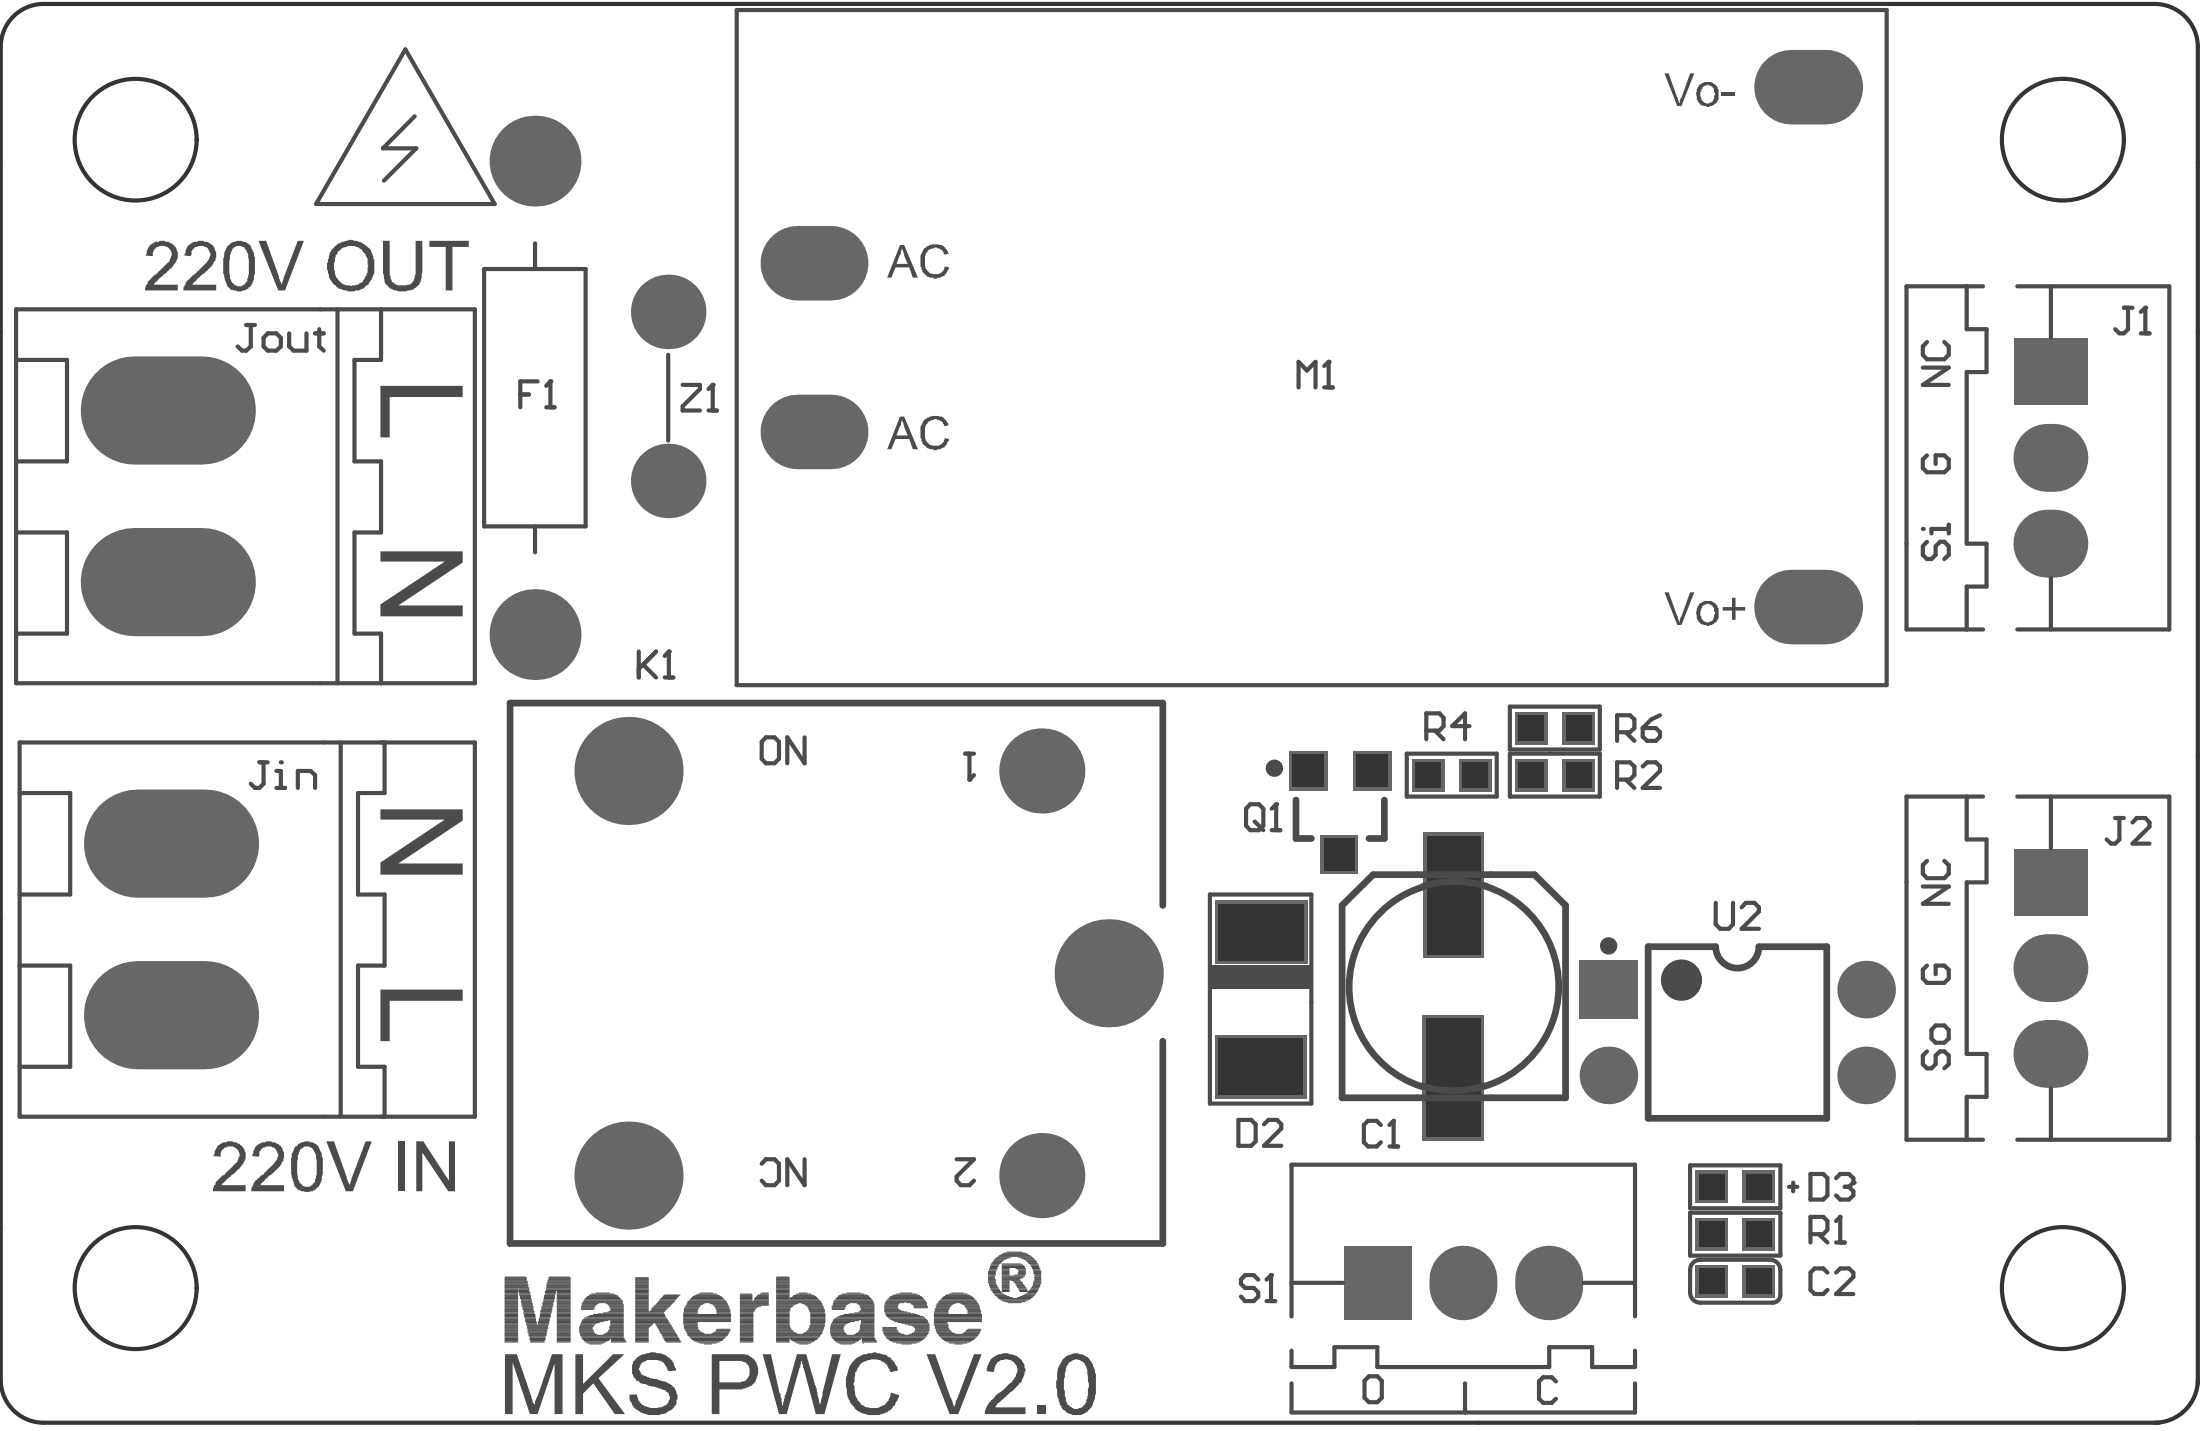 Vo-
220V OUT
AC
Jout
J1
L
F1
Z1
M1
NC
AC
G
Si
N
Vo+
K1
R4
R6
NO
1
Jin
R2
N
Q1
J2
NC
U2
G
L
So
D2
C1
220V IN
NC
2
+D3
R1
S1
C2
Makerbase®
MKS PWC V2.0
O
C